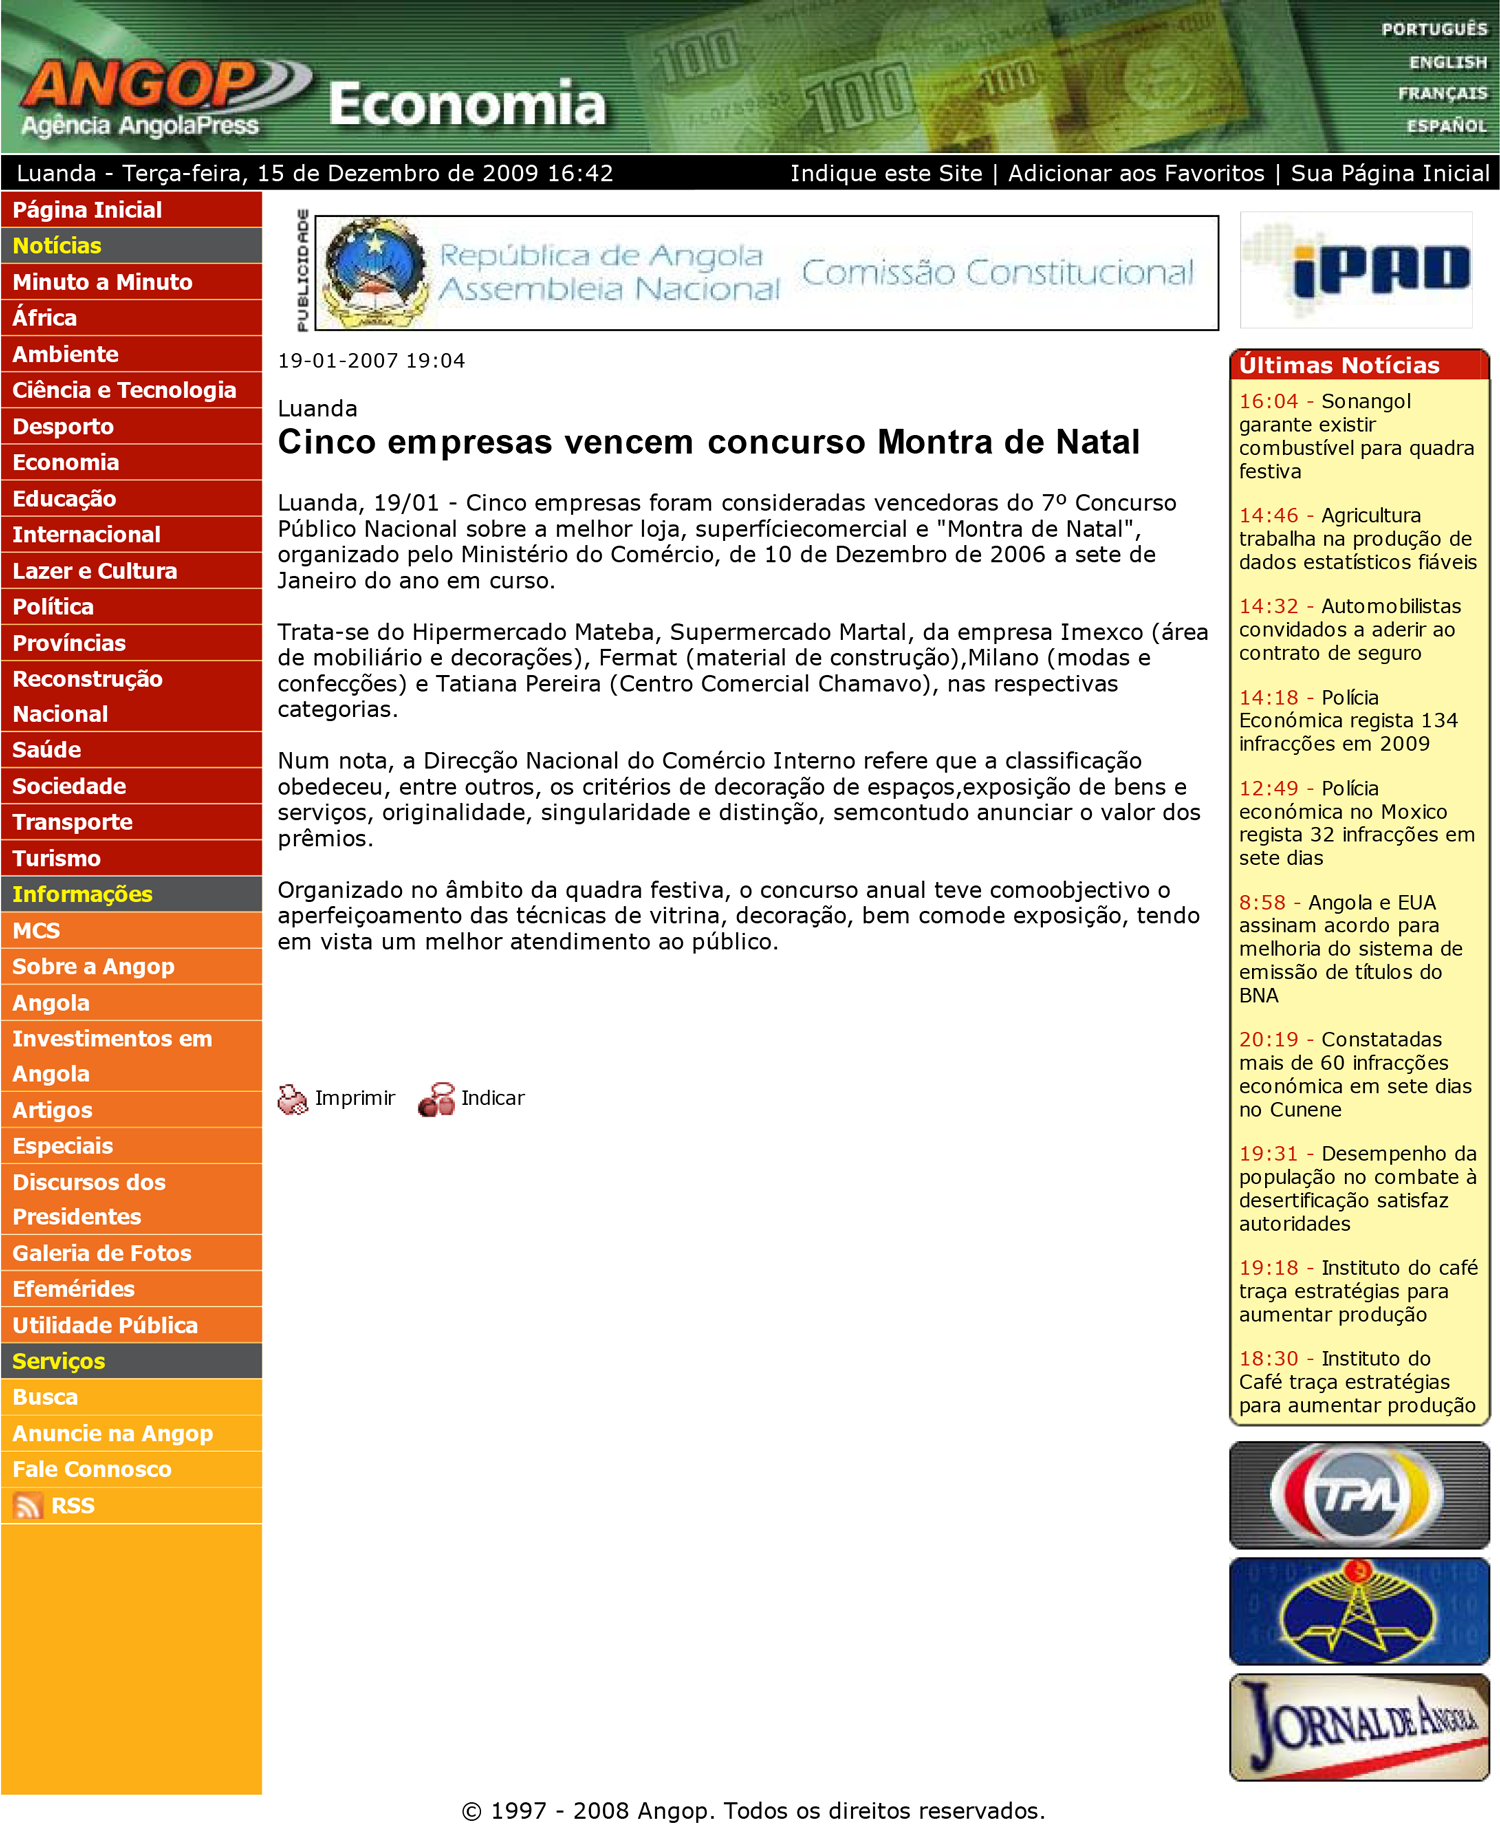 ANGOP
Agência AngolaPress
Economia
100
100
100
PORTUGUÊS
ENGLISH
FRANÇAIS
ESPAÑOL
Luanda - Terça-feira, 15 de Dezembro de 2009 16:42
Indique este Site | Adicionar aos Favoritos | Sua Página Inicial
Página Inicial
Notícias
Minuto a Minuto
África
Ambiente
Ciência e Tecnologia
Desporto
Economia
Educação
Internacional
Lazer e Cultura
Política
Províncias
Reconstrução
Nacional
Saúde
Sociedade
Transporte
Turismo
Informações
MCS
Sobre a Angop
Angola
Investimentos em
Angola
Artigos
Especiais
Discursos dos
Presidentes
Galeria de Fotos
Efemérides
Utilidade Pública
Serviços
Busca
Anuncie na Angop
Fale Connosco
RSS
PUBLICIDADE
República de Angola
Assembleia Nacional
Comissão Constitucional
19-01-2007 19:04
Luanda
Cinco empresas vencem concurso Montra de Natal
Luanda, 19/01 - Cinco empresas foram consideradas vencedoras do 7º Concurso
Público Nacional sobre a melhor loja, superfíciecomercial e "Montra de Natal",
organizado pelo Ministério do Comércio, de 10 de Dezembro de 2006 a sete de
Janeiro do ano em curso.
Trata-se do Hipermercado Mateba, Supermercado Martal, da empresa Imexco (área
de mobiliário e decorações), Fermat (material de construção),Milano (modas e
confecções) e Tatiana Pereira (Centro Comercial Chamavo), nas respectivas
categorias.
Num nota, a Direcção Nacional do Comércio Interno refere que a classificação
obedeceu, entre outros, os critérios de decoração de espaços,exposição de bens e
serviços, originalidade, singularidade e distinção, semcontudo anunciar o valor dos
prêmios.
Organizado no âmbito da quadra festiva, o concurso anual teve comoobjectivo o
aperfeiçoamento das técnicas de vitrina, decoração, bem comode exposição, tendo
em vista um melhor atendimento ao público.
Imprimir
Indicar
iPAD
Últimas Notícias
16:04 - Sonangol
garante existir
combustível para quadra
festiva
14:46 - Agricultura
trabalha na produção de
dados estatísticos fiáveis
14:32 - Automobilistas
convidados a aderir ao
contrato de seguro
14:18 - Polícia
Económica regista 134
infracções em 2009
12:49 - Polícia
económica no Moxico
regista 32 infracções em
sete dias
8:58 - Angola e EUA
assinam acordo para
melhoria do sistema de
emissão de títulos do
BNA
20:19 - Constatadas
mais de 60 infracções
económica em sete dias
no Cunene
19:31 - Desempenho da
população no combate à
desertificação satisfaz
autoridades
19:18 - Instituto do café
traça estratégias para
aumentar produção
18:30 - Instituto do
Café traça estratégias
para aumentar produção
TPA
JORNAL DE ANGOLA
© 1997 - 2008 Angop. Todos os direitos reservados.